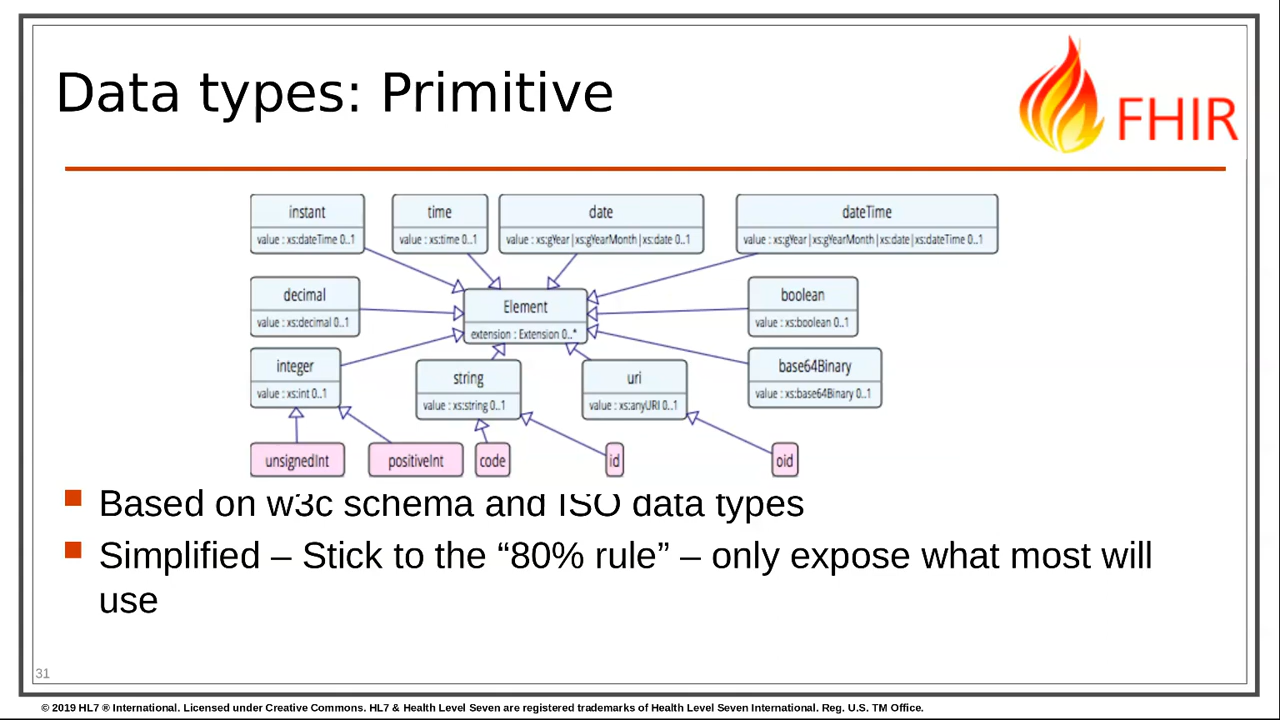 Data types: Primitive
FHIR
instant
value : xs:dateTime 0..1
time
value : xs:time 0..1
date
value : xs:gYear|xs:gYearMonth|xs:date 0..1
dateTime
value : xs:gYear|xs:gYearMonth|xs:date|xs:dateTime 0..1
decimal
value : xs:decimal 0..1
Element
extension : Extension 0..*
boolean
value : xs:boolean 0..1
integer
value : xs:int 0..1
string
value : xs:string 0..1
uri
value : xs:anyURI 0..1
base64Binary
value : xs:base64Binary 0..1
unsignedInt
positiveInt
code
id
oid
Based on w3c schema and ISO data types
Simplified – Stick to the “80% rule” – only expose what most will
use
31
© 2019 HL7 ® International. Licensed under Creative Commons. HL7 & Health Level Seven are registered trademarks of Health Level Seven International. Reg. U.S. TM Office.